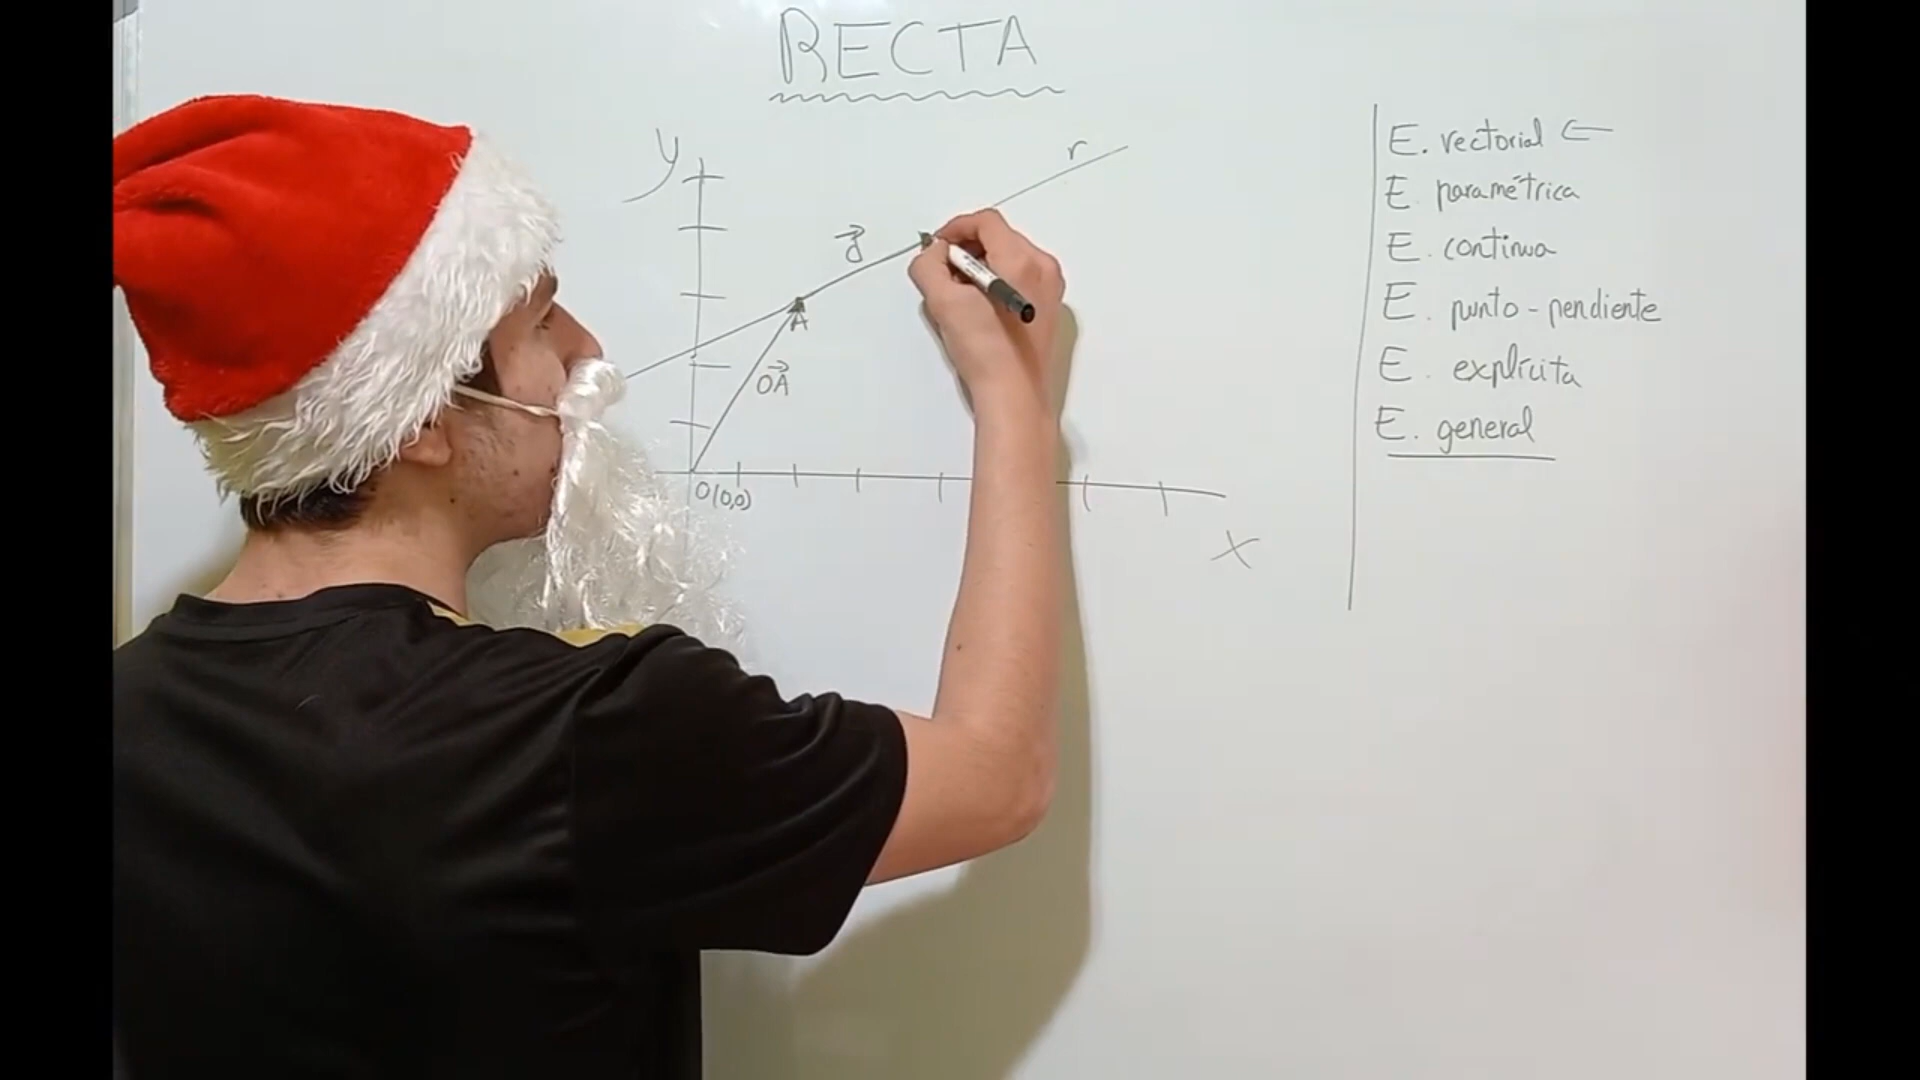 RECTA
y
r
d
A
OA
O(0,0)
x
E. vectorial ←
E. paramétrica
E. continua
E. punto-pendiente
E. explícita
E. general